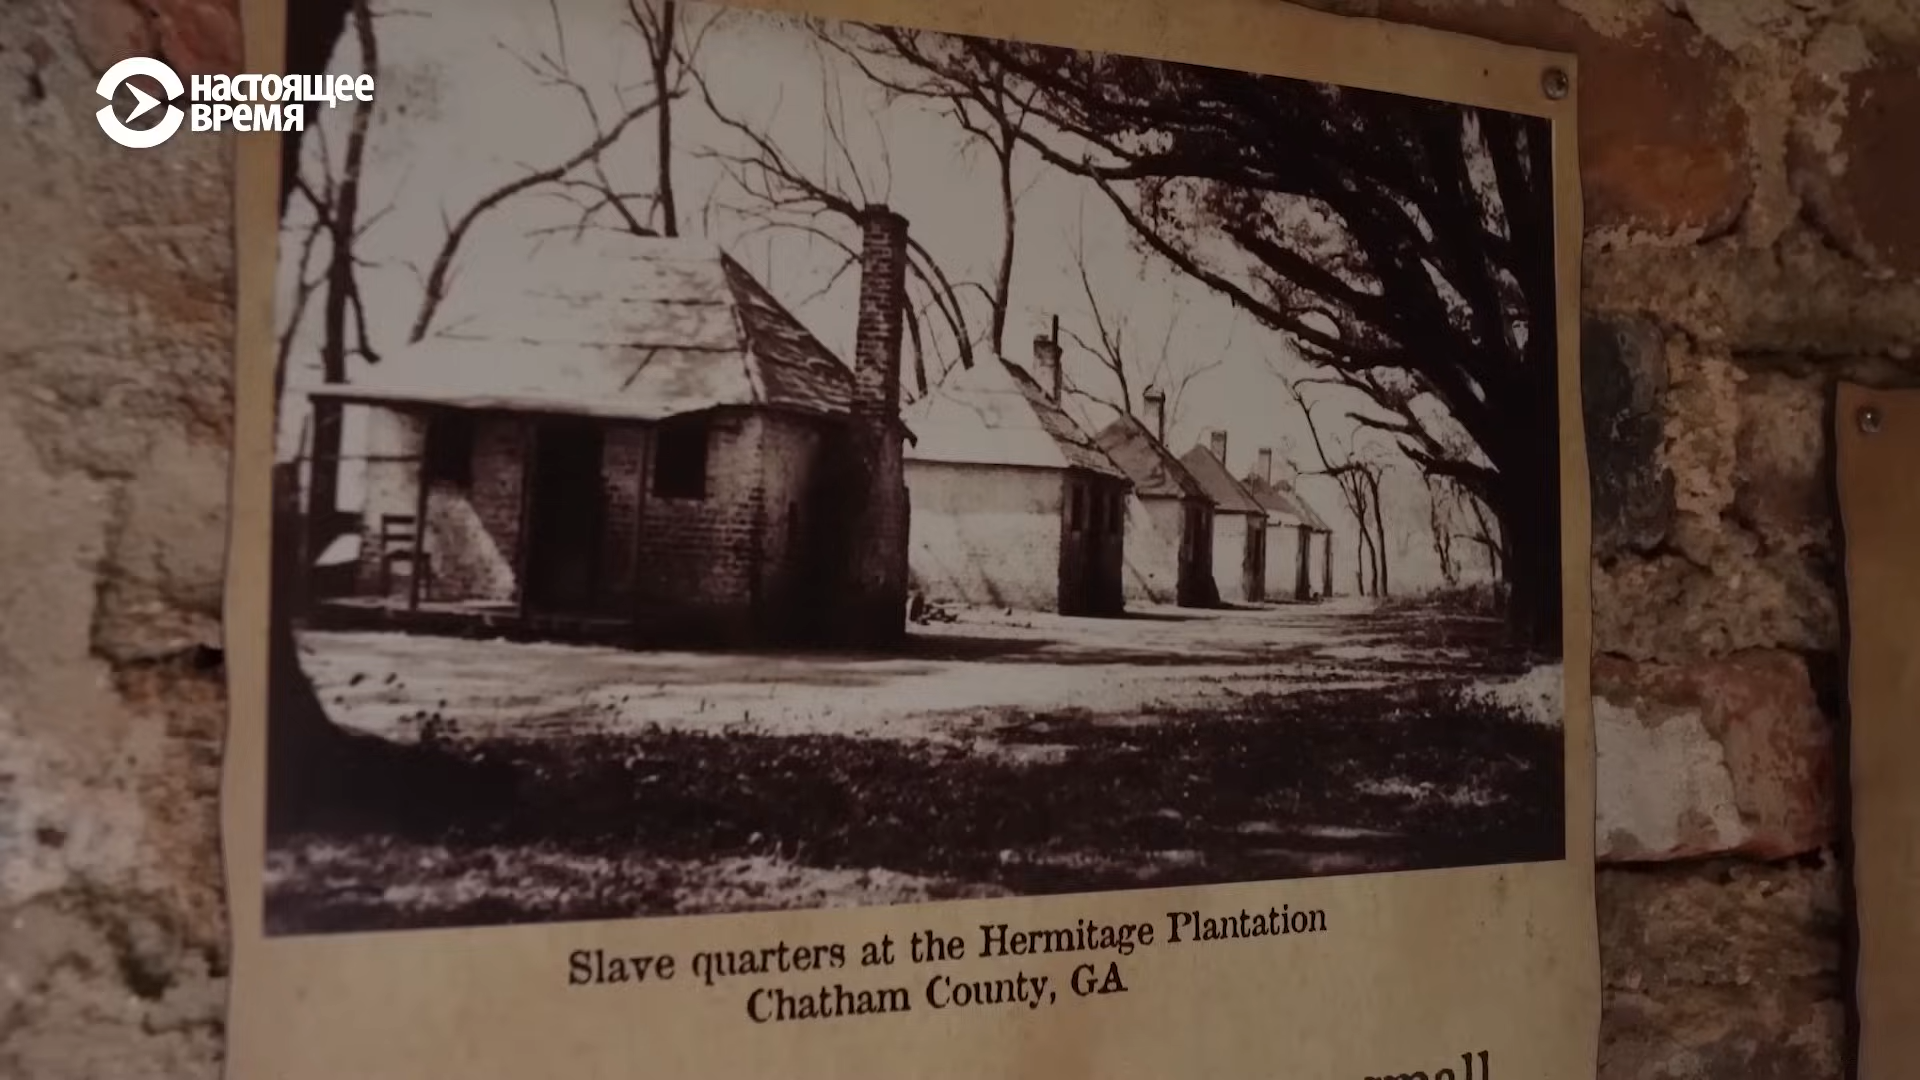 настоящее
время
Slave quarters at the Hermitage Plantation
Chatham County, GA